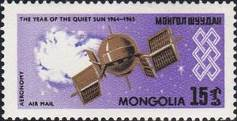 THE YEAR OF THE QUIET SUN 1964-1965
МОНГОЛ ШУУДАН
AERONOMY
AIR MAIL
MONGOLIA
15